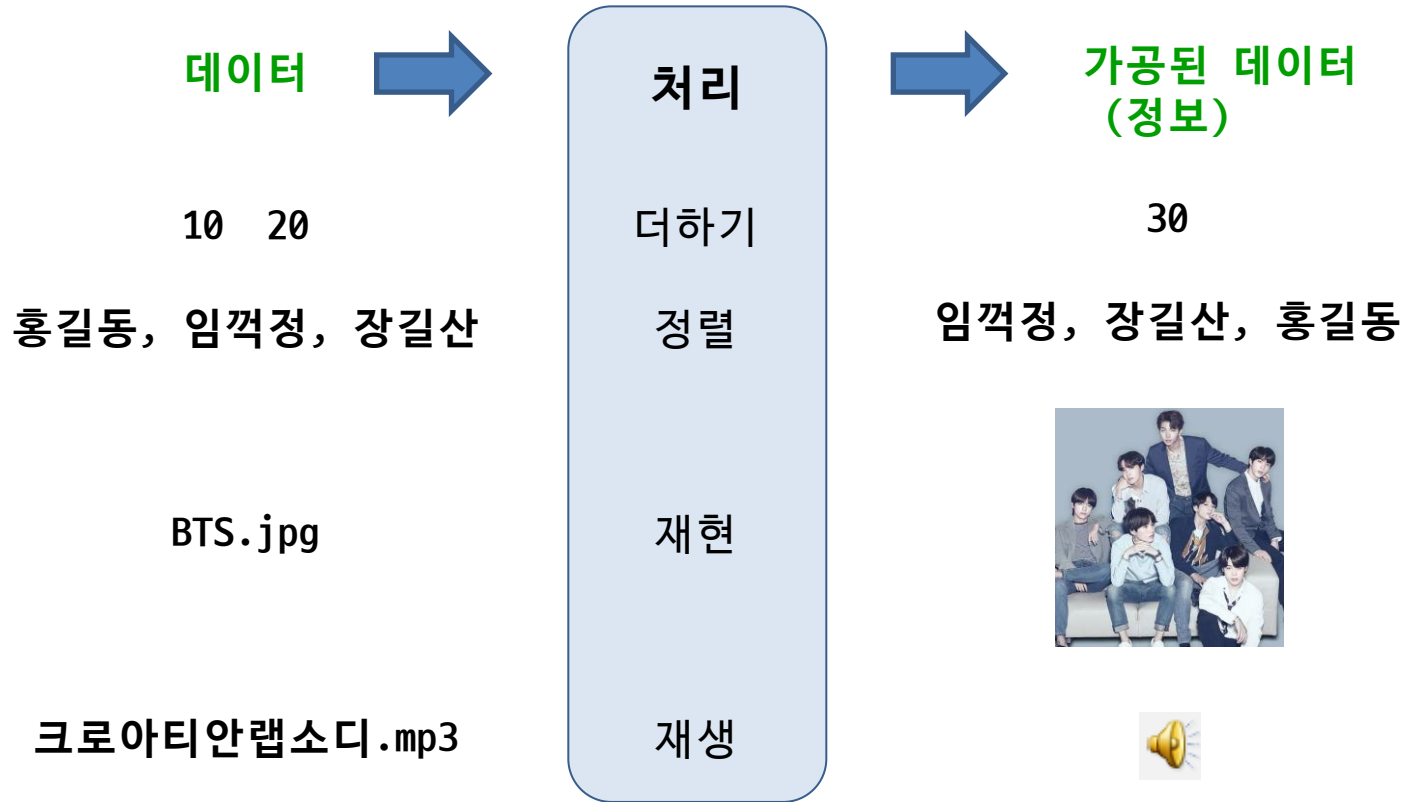 데이터 처리 가공된 데이터
(정보)
10 20 더하기 30
홍길동, 임꺽정, 장길산 정렬 임꺽정, 장길산, 홍길동
BTS.jpg 재현
크로아티안랩소디.mp3 재생